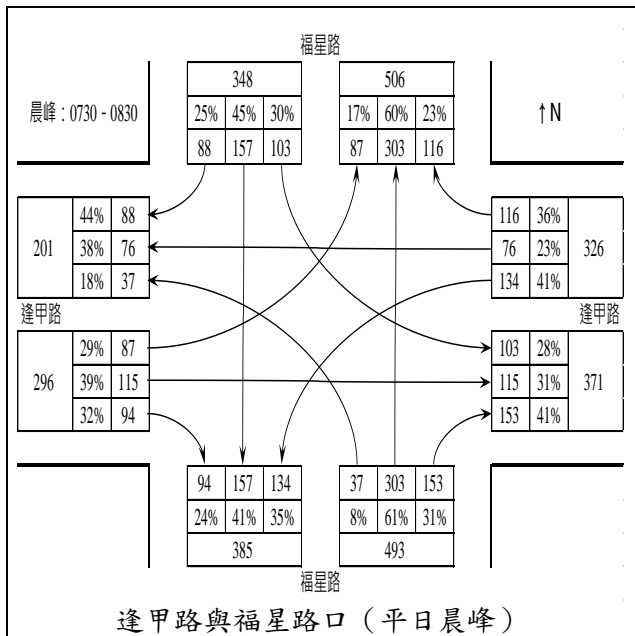 福星路
348
506
25% 45% 30%
17% 60% 23%
88 157 103
87 303 116
晨峰：0730 - 0830
↑N
201
44% 88
38% 76
18% 37
116 36%
76 23%
134 41%
326
逢甲路
逢甲路
296
29% 87
39% 115
32% 94
103 28%
115 31%
153 41%
371
94 157 134
37 303 153
24% 41% 35%
8% 61% 31%
385
493
福星路
逢甲路與福星路口（平日晨峰）